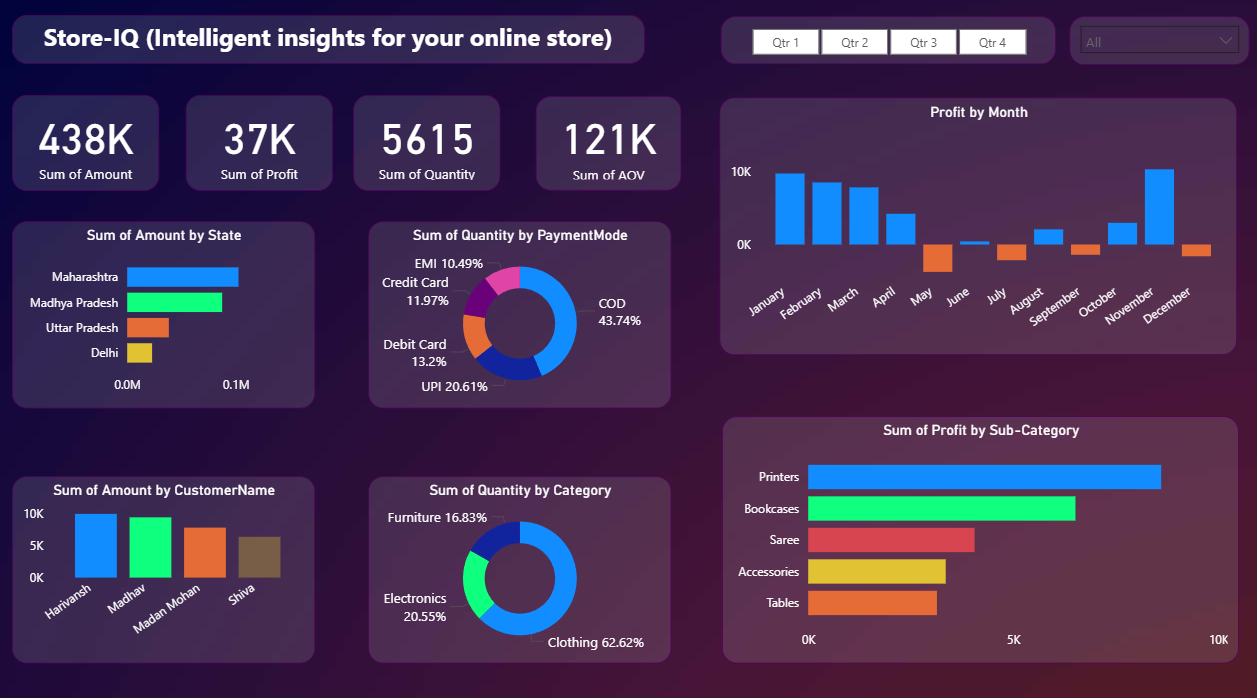 Store-IQ (Intelligent insights for your online store)
Qtr 1
Qtr 2
Qtr 3
Qtr 4
All
438K
Sum of Amount
37K
Sum of Profit
5615
Sum of Quantity
121K
Sum of AOV
Profit by Month
10K
0K
January
February
March
April
May
June
July
August
September
October
November
December
Sum of Amount by State
Maharashtra
Madhya Pradesh
Uttar Pradesh
Delhi
0.0M
0.1M
Sum of Quantity by PaymentMode
EMI 10.49%
Credit Card
11.97%
COD
43.74%
Debit Card
13.2%
UPI 20.61%
Sum of Profit by Sub-Category
Printers
Bookcases
Saree
Accessories
Tables
0K
5K
10K
Sum of Amount by CustomerName
10K
5K
0K
Harivansh
Madhav
Madan Mohan
Shiva
Sum of Quantity by Category
Furniture 16.83%
Electronics
20.55%
Clothing 62.62%